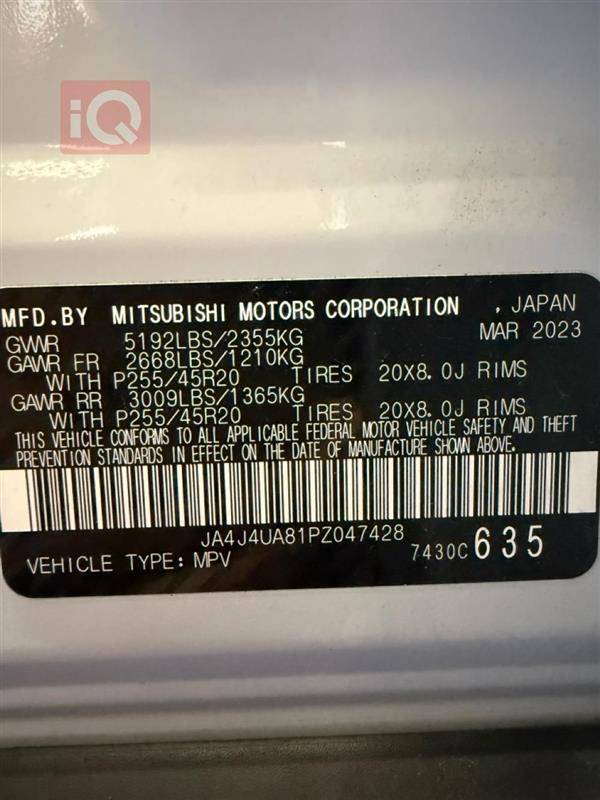 iQ
MFD.BY MITSUBISHI MOTORS CORPORATION , JAPAN
GVWR 5192LBS/2355KG MAR 2023
GAWR FR 2668LBS/1210KG
WITH P255/45R20 TIRES 20X8.0J RIMS
GAWR RR 3009LBS/1365KG
WITH P255/45R20 TIRES 20X8.0J RIMS
THIS VEHICLE CONFORMS TO ALL APPLICABLE FEDERAL MOTOR VEHICLE SAFETY AND THEFT
PREVENTION STANDARDS IN EFFECT ON THE DATE OF MANUFACTURE SHOWN ABOVE.
JA4J4UA81PZ047428
VEHICLE TYPE: MPV 7430C 635